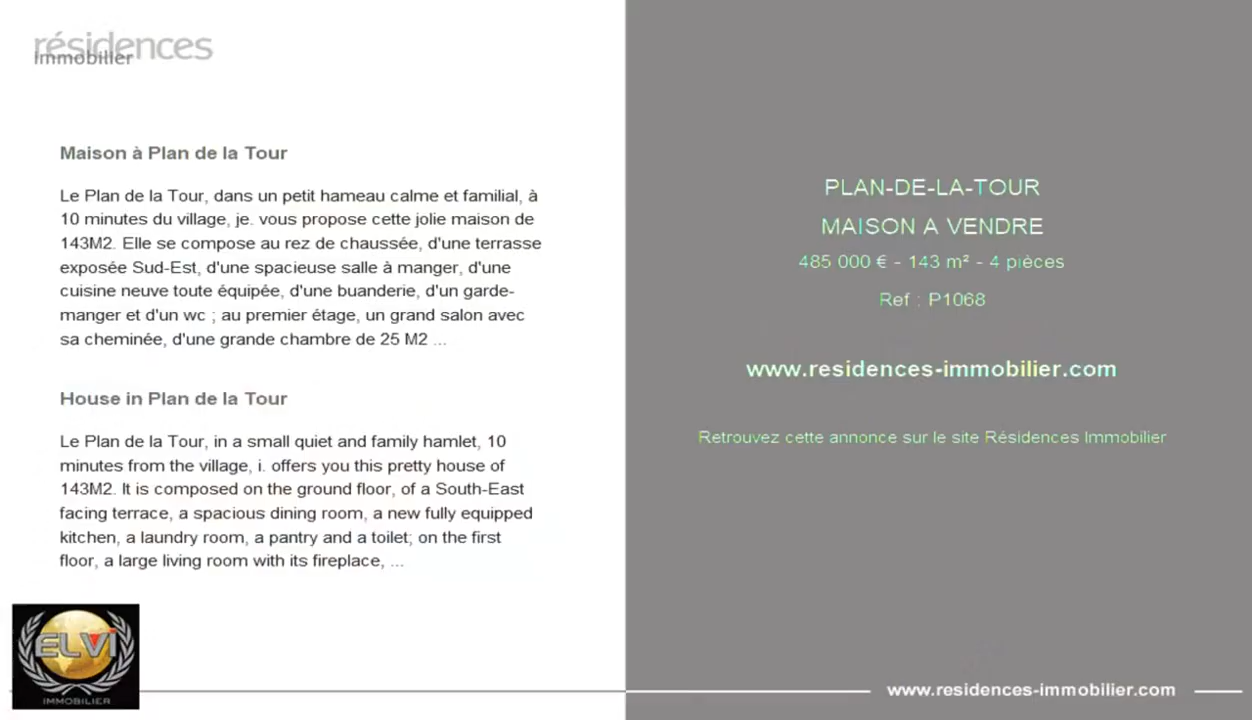 résidences
immobilier
Maison à Plan de la Tour
Le Plan de la Tour, dans un petit hameau calme et familial, à
10 minutes du village, je. vous propose cette jolie maison de
143M2. Elle se compose au rez de chaussée, d'une terrasse
exposée Sud-Est, d'une spacieuse salle à manger, d'une
cuisine neuve toute équipée, d'une buanderie, d'un garde-
manger et d'un wc ; au premier étage, un grand salon avec
sa cheminée, d'une grande chambre de 25 M2 ...
House in Plan de la Tour
Le Plan de la Tour, in a small quiet and family hamlet, 10
minutes from the village, i. offers you this pretty house of
143M2. It is composed on the ground floor, of a South-East
facing terrace, a spacious dining room, a new fully equipped
kitchen, a laundry room, a pantry and a toilet; on the first
floor, a large living room with its fireplace, ...
ELVI
IMMOBILIER
PLAN-DE-LA-TOUR
MAISON A VENDRE
485 000 € - 143 m² - 4 pièces
Ref : P1068
www.residences-immobilier.com
Retrouvez cette annonce sur le site Résidences Immobilier
www.residences-immobilier.com